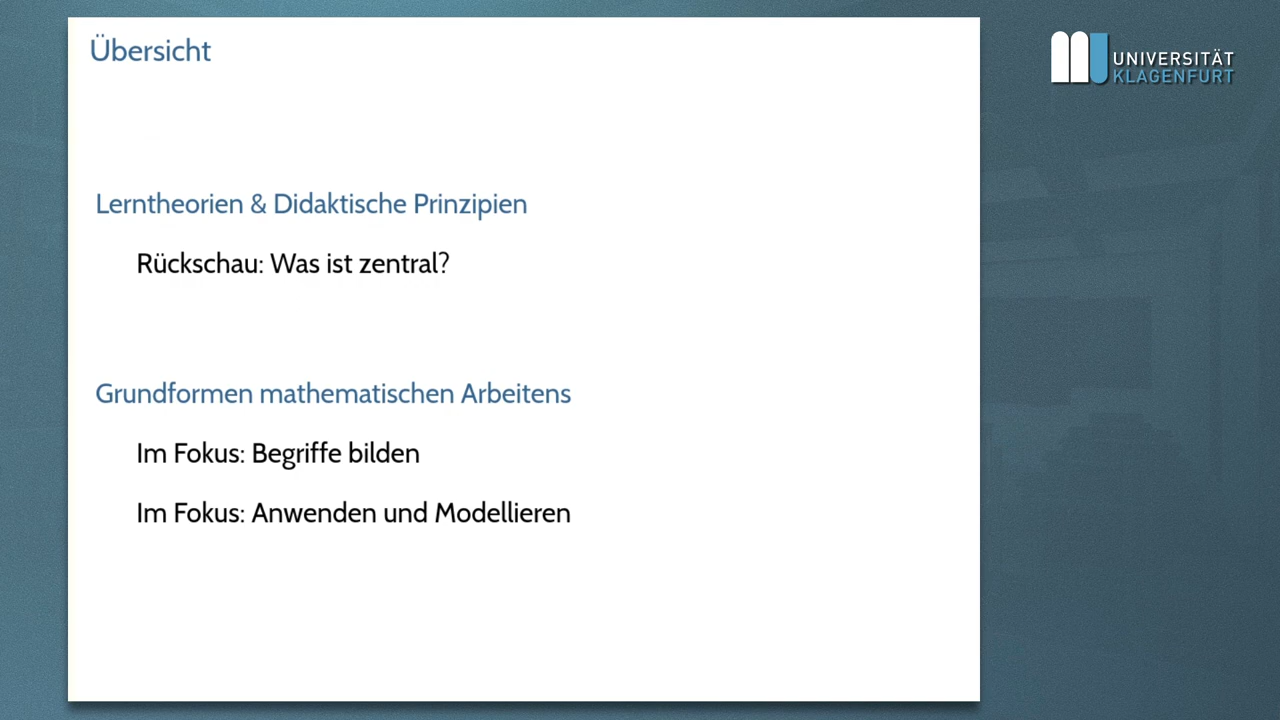 Übersicht
UNIVERSITÄT
KLAGENFURT
Lerntheorien & Didaktische Prinzipien
Rückschau: Was ist zentral?
Grundformen mathematischen Arbeitens
Im Fokus: Begriffe bilden
Im Fokus: Anwenden und Modellieren